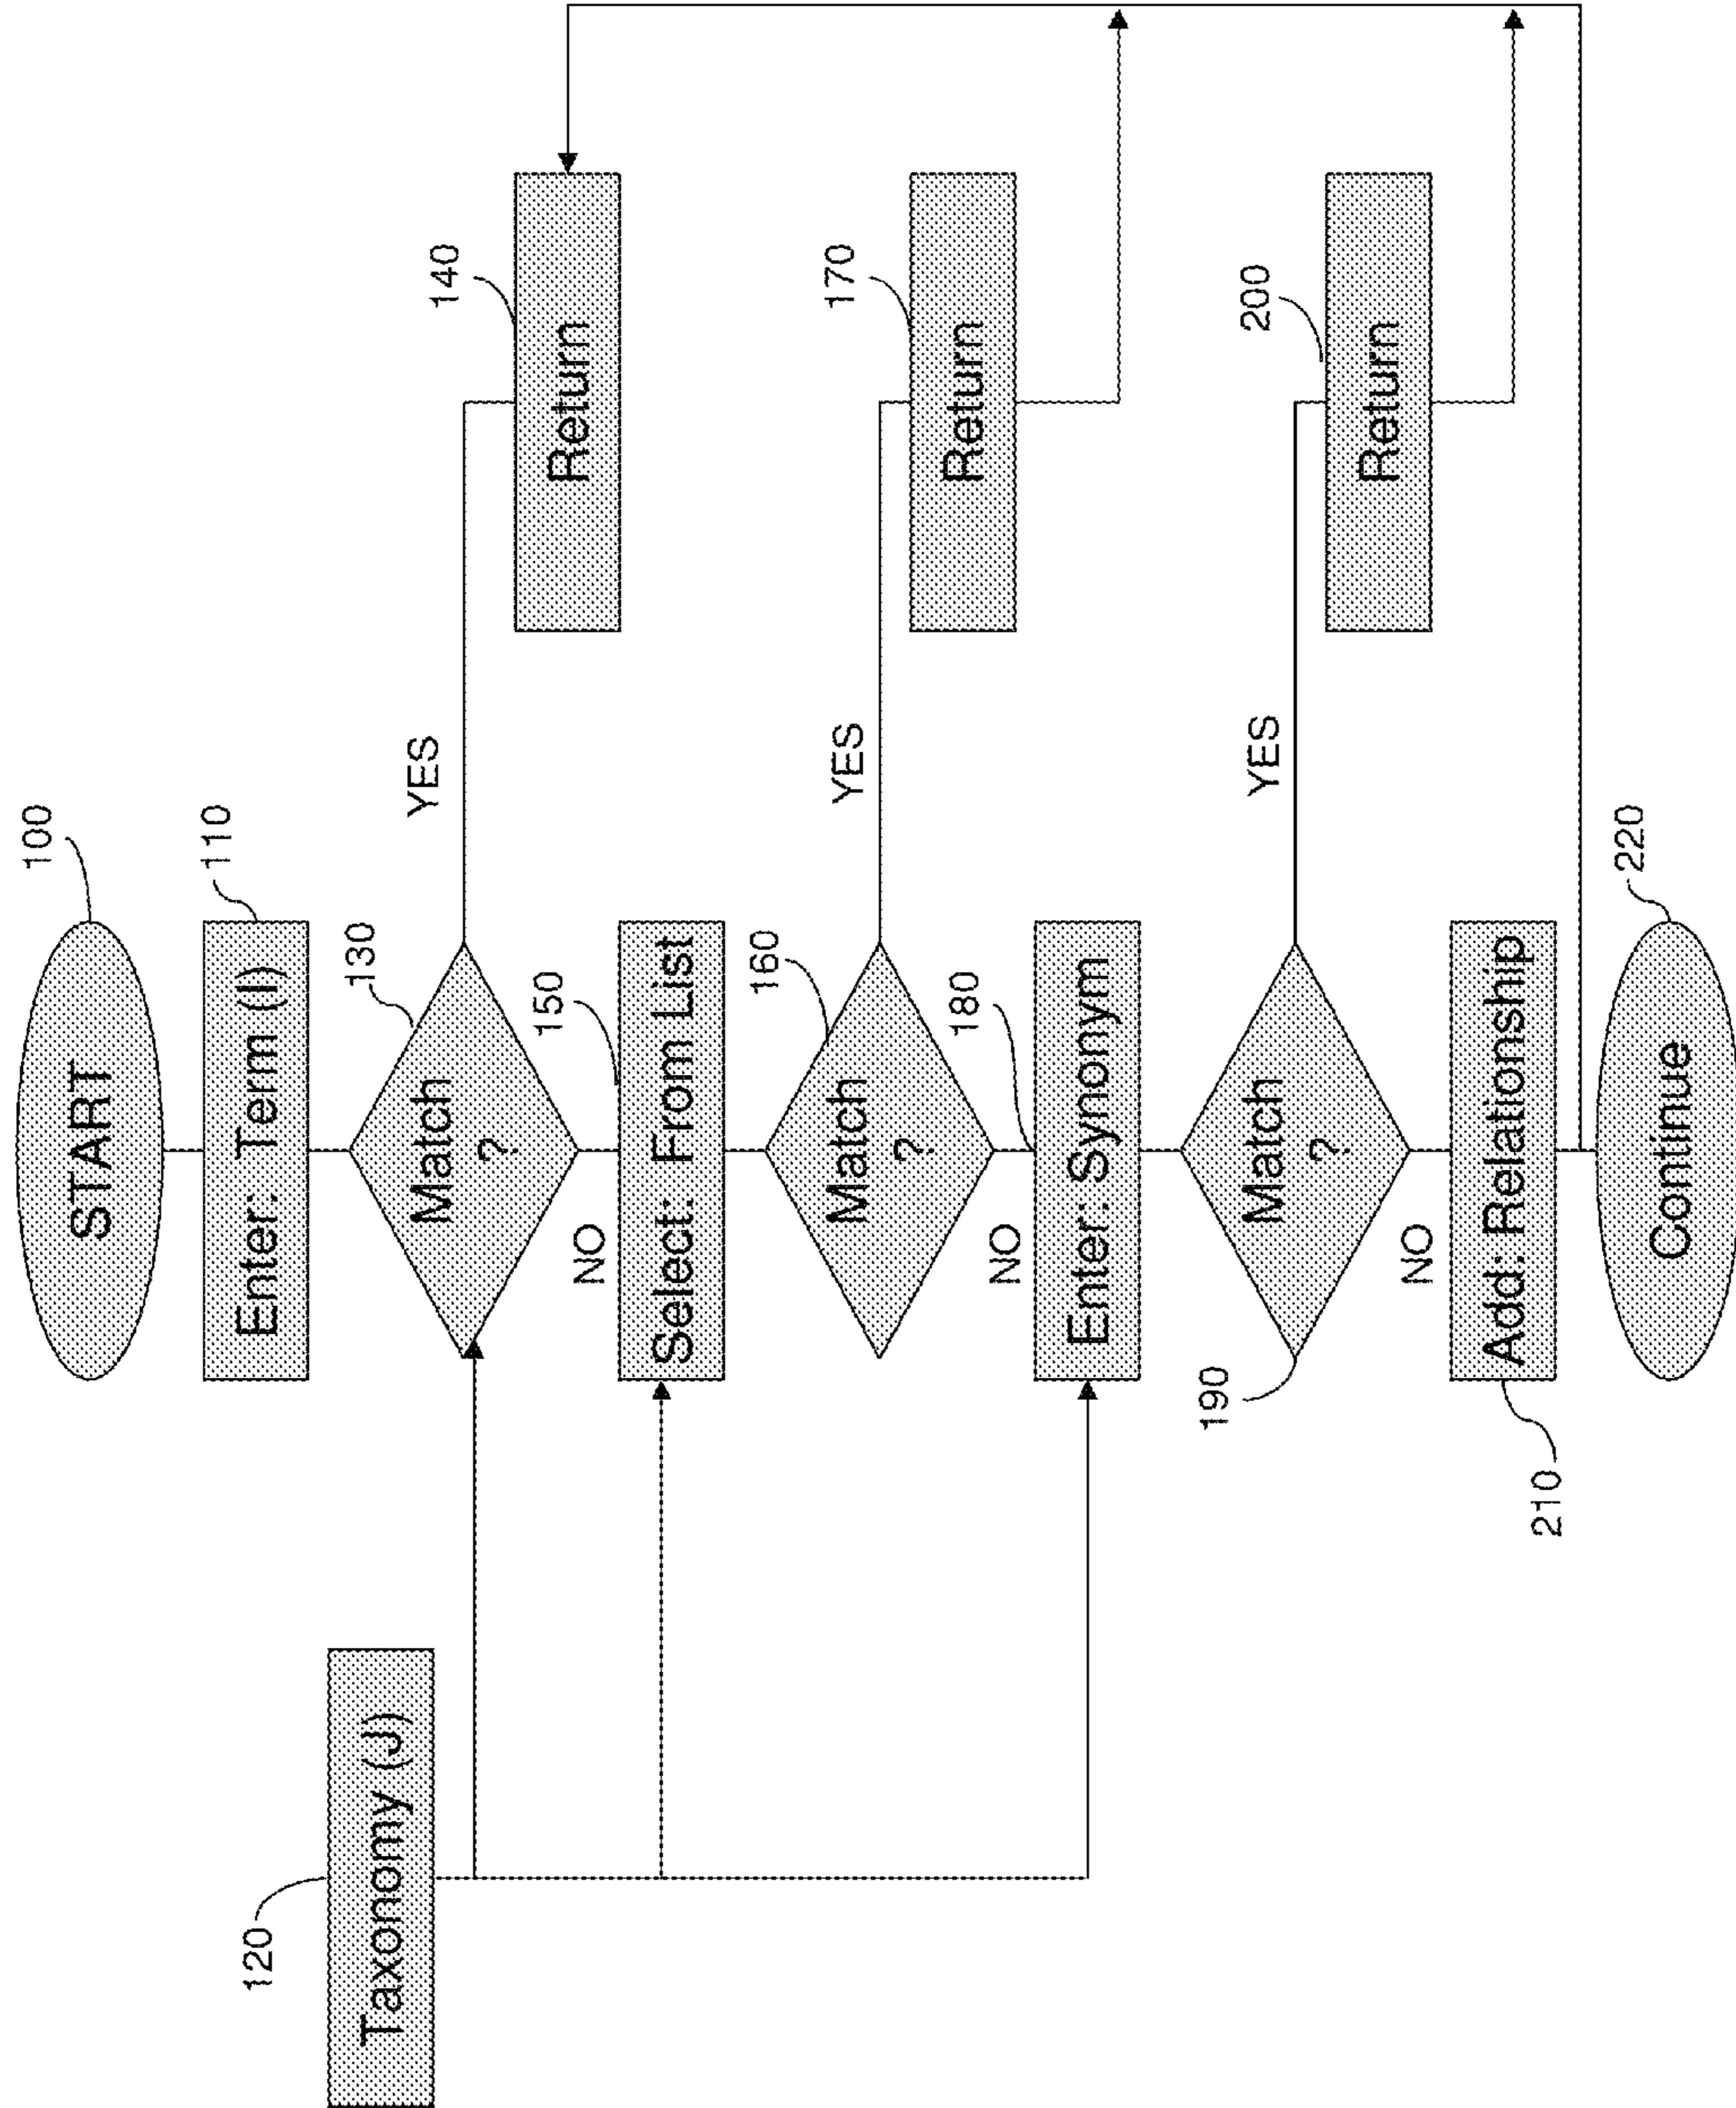 START
100
Enter: Term (I)
110
Taxonomy (J)
120
Match
?
130
YES
Return
140
NO
Select: From List
150
Match
?
160
YES
Return
170
NO
Enter: Synonym
180
Match
?
190
YES
Return
200
NO
Add: Relationship
210
Continue
220